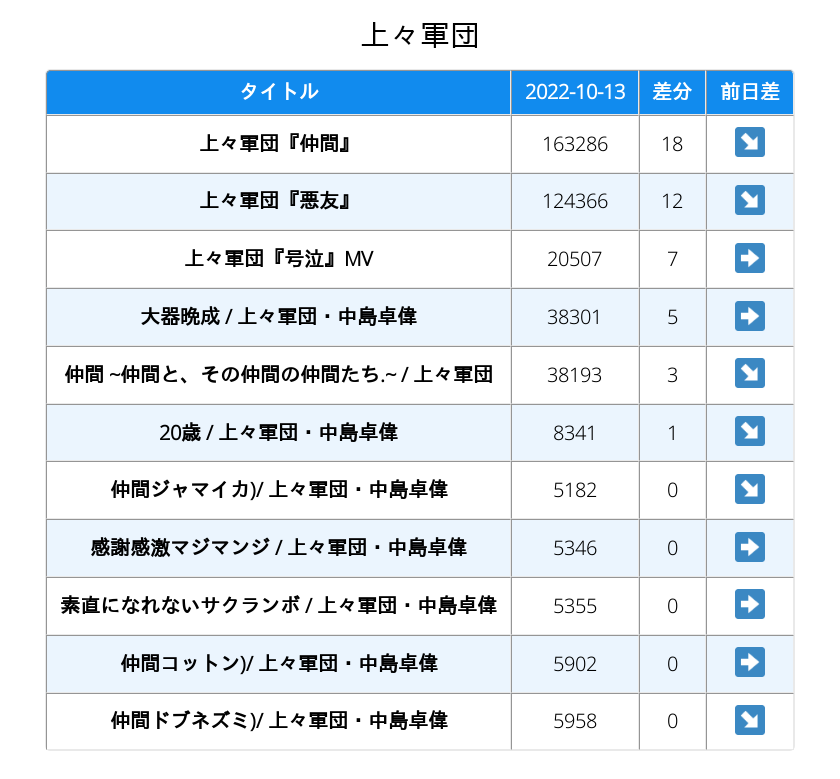 上々軍団
タイトル 2022-10-13 差分 前日差
上々軍団『仲間』 163286 18 ↘
上々軍団『悪友』 124366 12 ↘
上々軍団『号泣』MV 20507 7 ➡
大器晩成 / 上々軍団・中島卓偉 38301 5 ➡
仲間 ~仲間と、その仲間の仲間たち.~ / 上々軍団 38193 3 ↘
20歳 / 上々軍団・中島卓偉 8341 1 ↘
仲間ジャマイカ)/ 上々軍団・中島卓偉 5182 0 ↘
感謝感激マジマンジ / 上々軍団・中島卓偉 5346 0 ➡
素直になれないサクランボ / 上々軍団・中島卓偉 5355 0 ➡
仲間コットン)/ 上々軍団・中島卓偉 5902 0 ➡
仲間ドブネズミ)/ 上々軍団・中島卓偉 5958 0 ↘